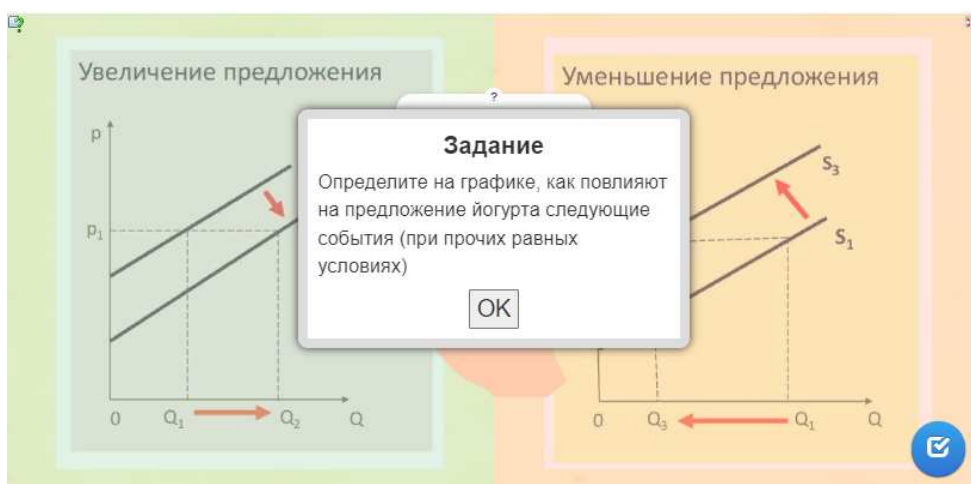 Увеличение предложения
Уменьшение предложения
?
Задание
Определите на графике, как повлияют
на предложение йогурта следующие
события (при прочих равных
условиях)
OK
p
p₁
0 Q₁ Q₂ Q
S₃
S₁
0 Q₃ Q₁ Q